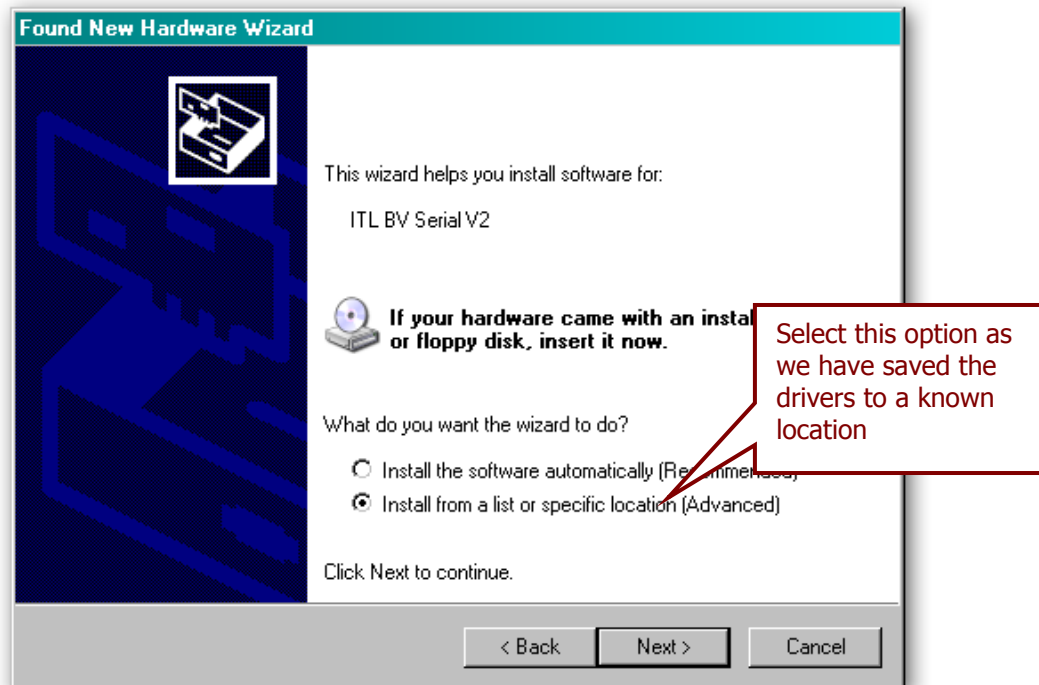 Found New Hardware Wizard
This wizard helps you install software for:
ITL BV Serial V2
If your hardware came with an instal
or floppy disk, insert it now.
Select this option as
we have saved the
drivers to a known
location
What do you want the wizard to do?
Install the software automatically (Recommended)
Install from a list or specific location (Advanced)
Click Next to continue.
< Back
Next >
Cancel